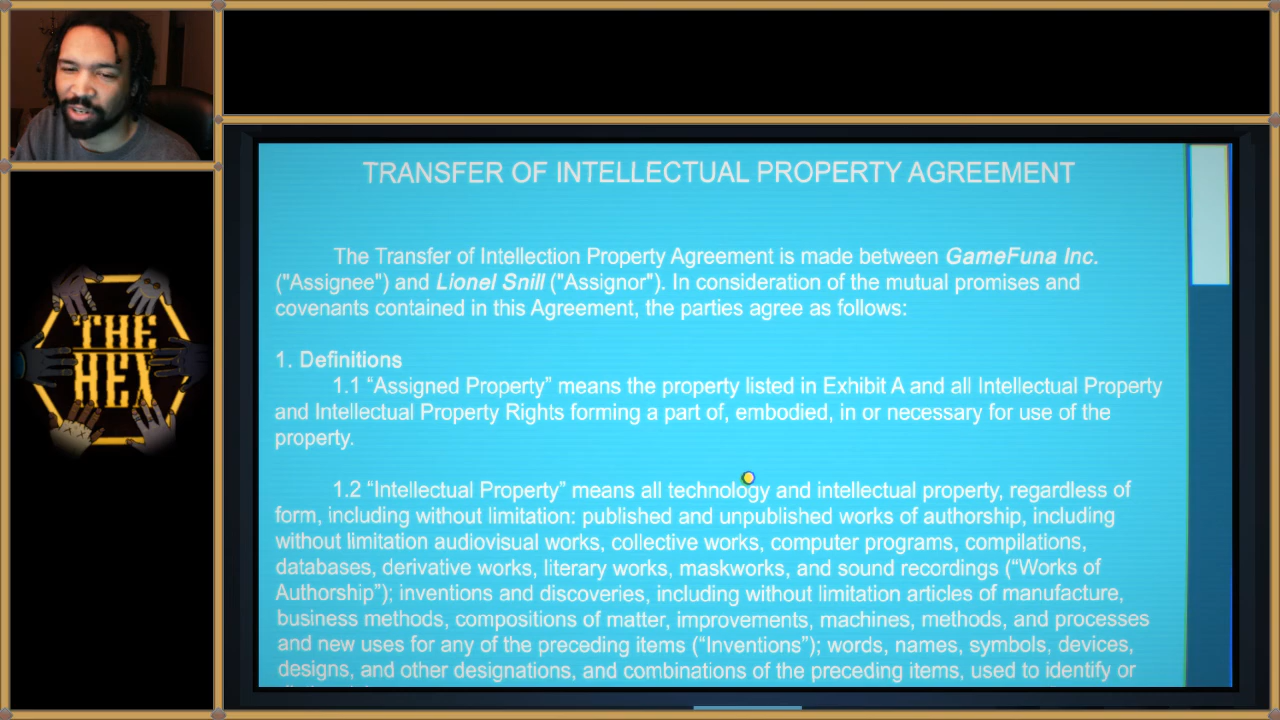 THE
HEX
TRANSFER OF INTELLECTUAL PROPERTY AGREEMENT
The Transfer of Intellection Property Agreement is made between GameFuna Inc.
("Assignee") and Lionel Snill ("Assignor"). In consideration of the mutual promises and
covenants contained in this Agreement, the parties agree as follows:
1. Definitions
1.1 “Assigned Property” means the property listed in Exhibit A and all Intellectual Property
and Intellectual Property Rights forming a part of, embodied, in or necessary for use of the
property.
1.2 “Intellectual Property” means all technology and intellectual property, regardless of
form, including without limitation: published and unpublished works of authorship, including
without limitation audiovisual works, collective works, computer programs, compilations,
databases, derivative works, literary works, maskworks, and sound recordings (“Works of
Authorship”); inventions and discoveries, including without limitation articles of manufacture,
business methods, compositions of matter, improvements, machines, methods, and processes
and new uses for any of the preceding items (“Inventions”); words, names, symbols, devices,
designs, and other designations, and combinations of the preceding items, used to identify or